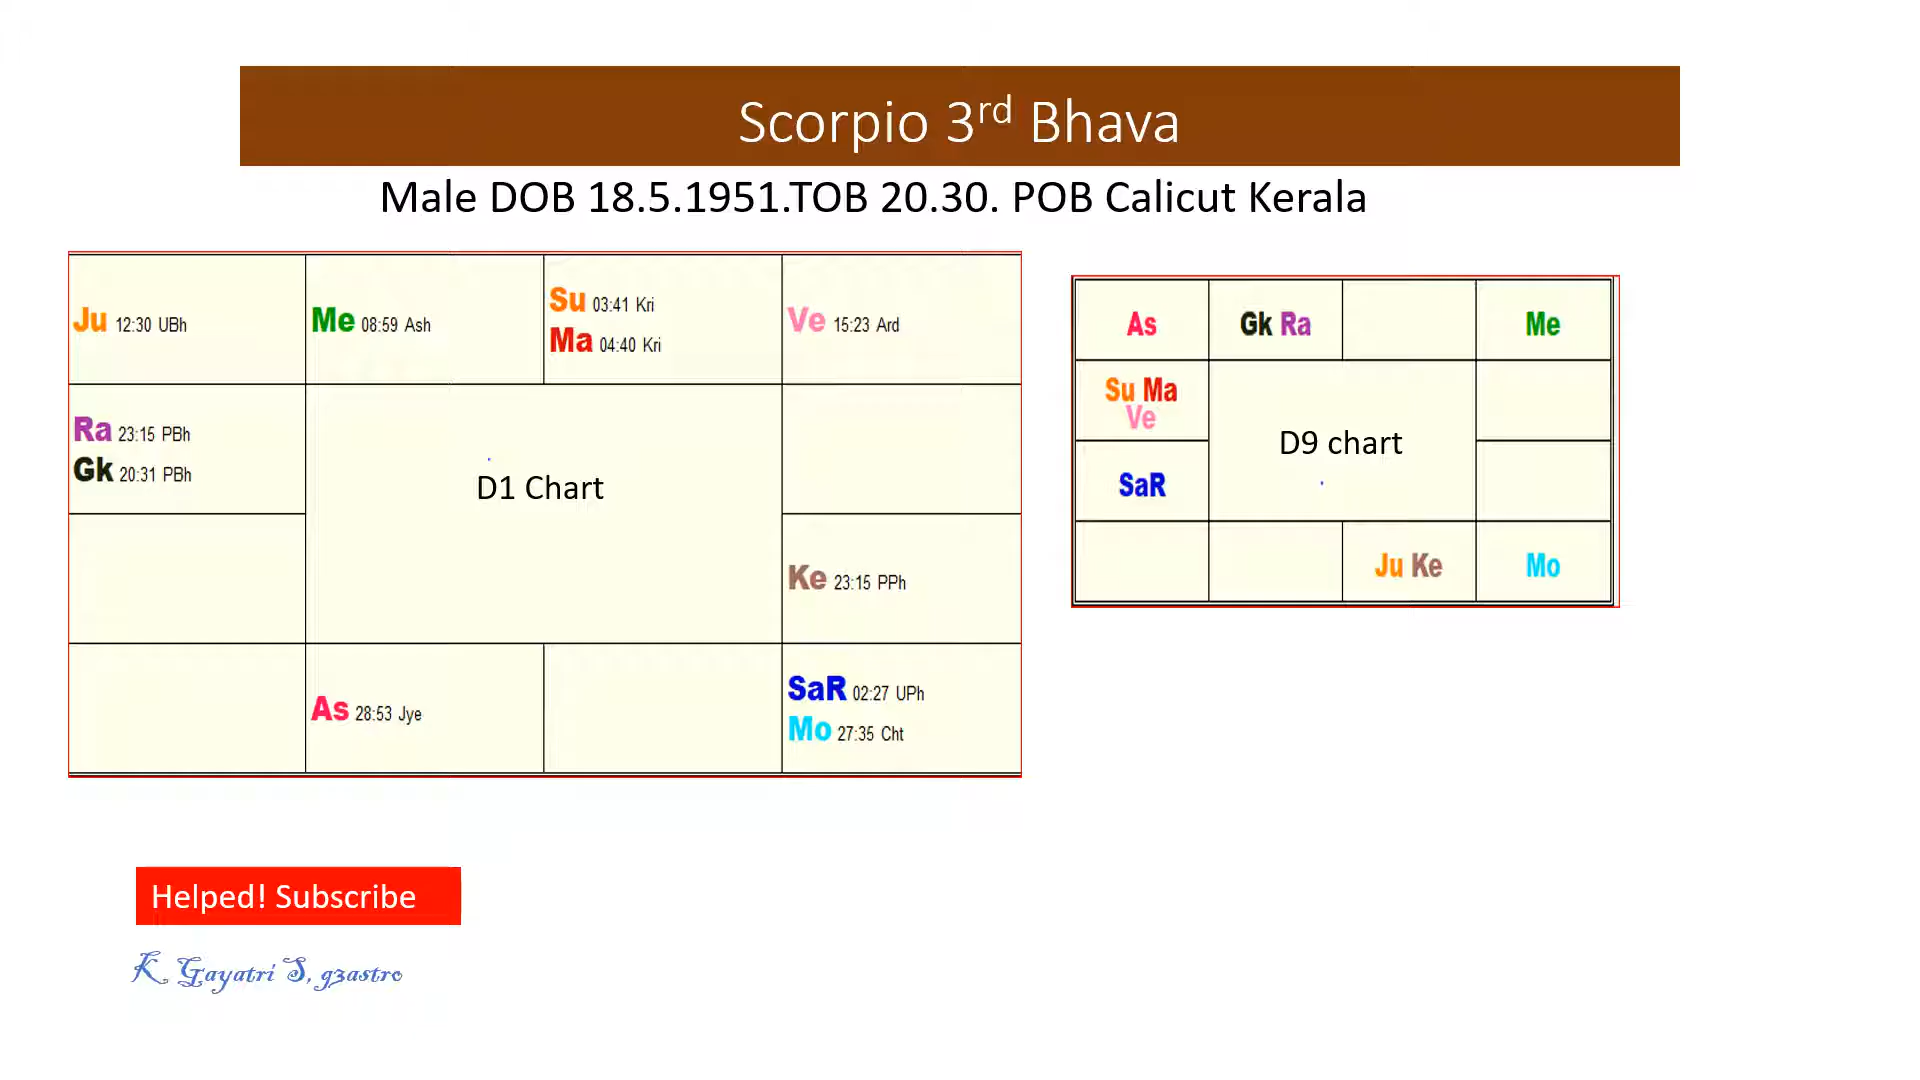 Scorpio 3rd Bhava
Male DOB 18.5.1951.TOB 20.30. POB Calicut Kerala
Ju 12:30 UBh
Me 08:59 Ash
Su 03:41 Kri
Ma 04:40 Kri
Ve 15:23 Ard
Ra 23:15 PBh
Gk 20:31 PBh
D1 Chart
Ke 23:15 PPh
As 28:53 Jye
SaR 02:27 UPh
Mo 27:35 Cht
As
Gk Ra
Me
Su Ma
Ve
D9 chart
SaR
Ju Ke
Mo
Helped! Subscribe
K Gayatri S, g3astro